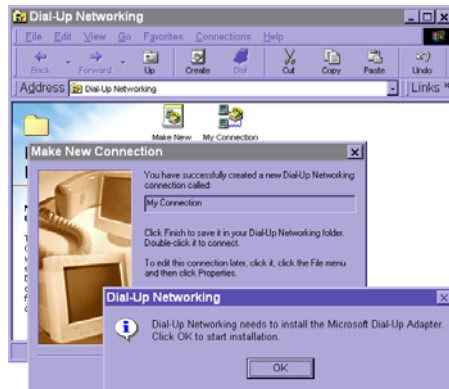 Dial-Up Networking
File Edit View Go Favorites Connections Help
Back Forward Up Create Dial Cut Copy Paste Undo
Address Dial-Up Networking Links
Make New My Connection
Make New Connection
You have successfully created a new Dial-Up Networking
connection called:
My Connection
Click Finish to save it in your Dial-Up Networking folder.
Double-click it to connect.
To edit this connection later, click it, click the File menu
and then click Properties.
Dial-Up Networking
Dial-Up Networking needs to install the Microsoft Dial-Up Adapter.
Click OK to start installation.
OK